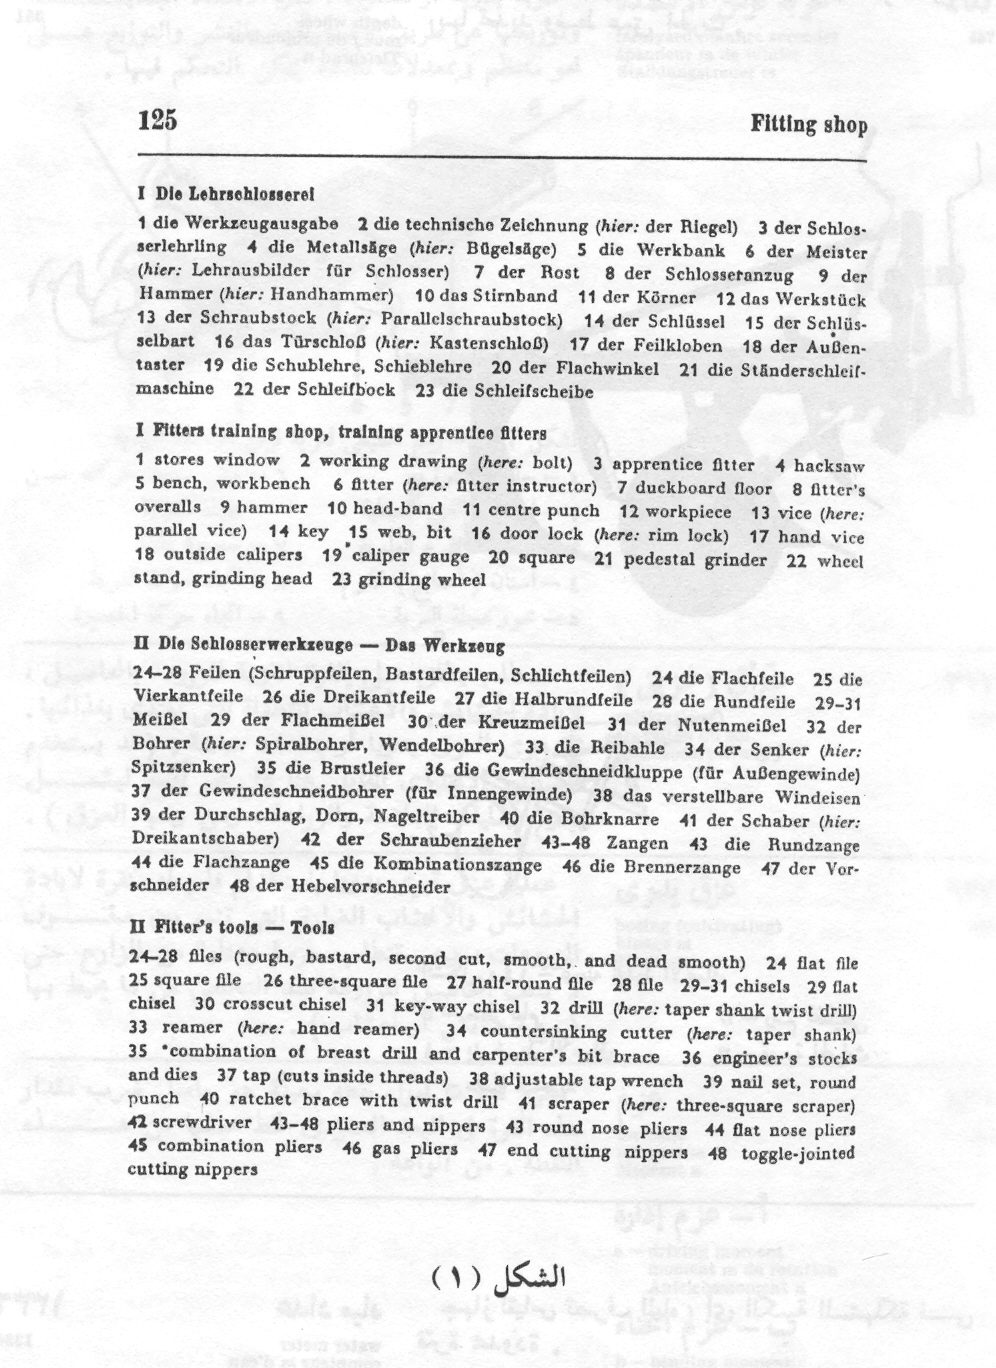 125 Fitting shop
I Die Lehrschlosserei
1 die Werkzeugausgabe 2 die technische Zeichnung (hier: der Riegel) 3 der Schlos-
serlehrling 4 die Metallsäge (hier: Bügelsäge) 5 die Werkbank 6 der Meister
(hier: Lehrausbilder für Schlosser) 7 der Rost 8 der Schlosseranzug 9 der
Hammer (hier: Handhammer) 10 das Stirnband 11 der Körner 12 das Werkstück
13 der Schraubstock (hier: Parallelschraubstock) 14 der Schlüssel 15 der Schlüs-
selbart 16 das Türschloß (hier: Kastenschloß) 17 der Feilkloben 18 der Außen-
taster 19 die Schublehre, Schieblehre 20 der Flachwinkel 21 die Ständerschleif-
maschine 22 der Schleifbock 23 die Schleifscheibe
I Fitters training shop, training apprentice fitters
1 stores window 2 working drawing (here: bolt) 3 apprentice fitter 4 hacksaw
5 bench, workbench 6 fitter (here: fitter instructor) 7 duckboard floor 8 fitter's
overalls 9 hammer 10 head-band 11 centre punch 12 workpiece 13 vice (here:
parallel vice) 14 key 15 web, bit 16 door lock (here: rim lock) 17 hand vice
18 outside calipers 19 caliper gauge 20 square 21 pedestal grinder 22 wheel
stand, grinding head 23 grinding wheel
II Die Schlosserwerkzeuge — Das Werkzeug
24–28 Feilen (Schruppfeilen, Bastardfeilen, Schlichtfeilen) 24 die Flachfeile 25 die
Vierkantfeile 26 die Dreikantfeile 27 die Halbrundfeile 28 die Rundfeile 29–31
Meißel 29 der Flachmeißel 30 der Kreuzmeißel 31 der Nutenmeißel 32 der
Bohrer (hier: Spiralbohrer, Wendelbohrer) 33 die Reibahle 34 der Senker (hier:
Spitzsenker) 35 die Brustleier 36 die Gewindeschneidkluppe (für Außengewinde)
37 der Gewindeschneidbohrer (für Innengewinde) 38 das verstellbare Windeisen
39 der Durchschlag, Dorn, Nageltreiber 40 die Bohrknarre 41 der Schaber (hier:
Dreikantschaber) 42 der Schraubenzieher 43–48 Zangen 43 die Rundzange
44 die Flachzange 45 die Kombinationszange 46 die Brennerzange 47 der Vor-
schneider 48 der Hebelvorschneider
II Fitter's tools — Tools
24–28 files (rough, bastard, second cut, smooth, and dead smooth) 24 flat file
25 square file 26 three-square file 27 half-round file 28 file 29–31 chisels 29 flat
chisel 30 crosscut chisel 31 key-way chisel 32 drill (here: taper shank twist drill)
33 reamer (here: hand reamer) 34 countersinking cutter (here: taper shank)
35 *combination of breast drill and carpenter's bit brace 36 engineer's stocks
and dies 37 tap (cuts inside threads) 38 adjustable tap wrench 39 nail set, round
punch 40 ratchet brace with twist drill 41 scraper (here: three-square scraper)
42 screwdriver 43–48 pliers and nippers 43 round nose pliers 44 flat nose pliers
45 combination pliers 46 gas pliers 47 end cutting nippers 48 toggle-jointed
cutting nippers
الشكل ( ١ )